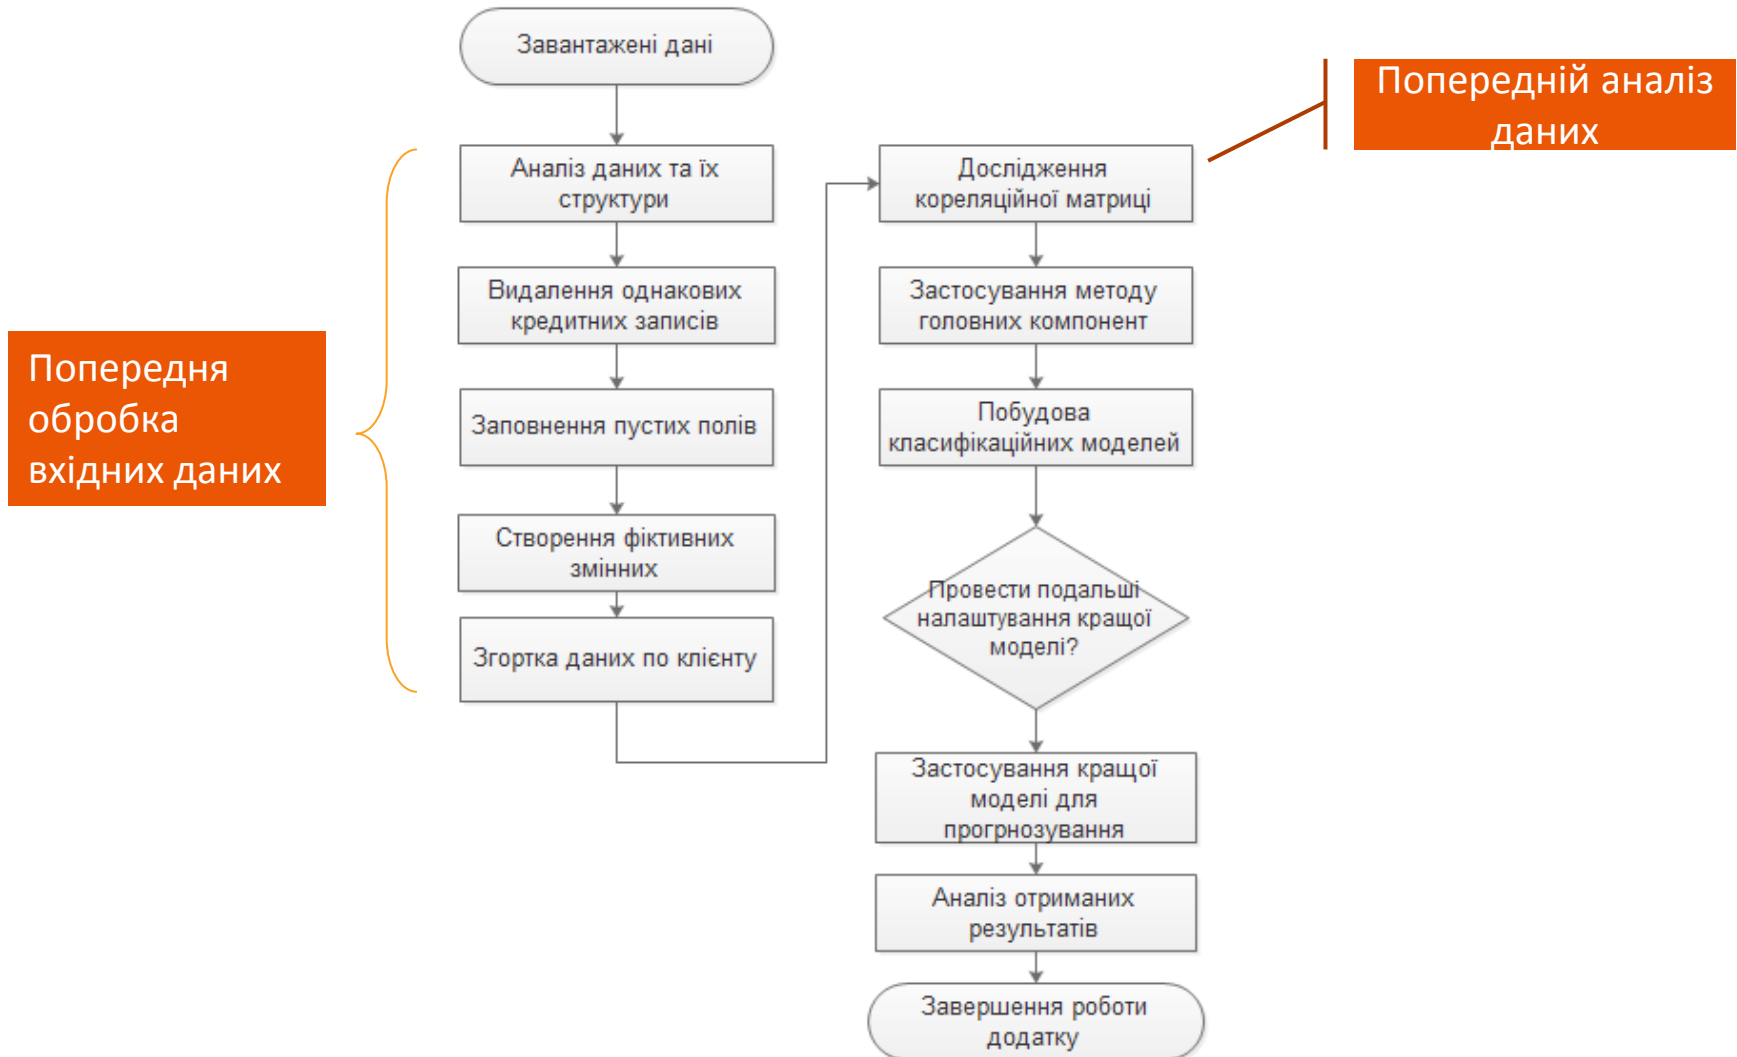 Завантажені дані
Аналіз даних та їх
структури
Видалення однакових
кредитних записів
Заповнення пустих полів
Створення фіктивних
змінних
Згортка даних по клієнту
Попередня
обробка
вхідних даних
Попередній аналіз
даних
Дослідження
кореляційної матриці
Застосування методу
головних компонент
Побудова
класифікаційних моделей
Провести подальші
налаштування кращої
моделі?
Застосування кращої
моделі для
прогрнозування
Аналіз отриманих
результатів
Завершення роботи
додатку